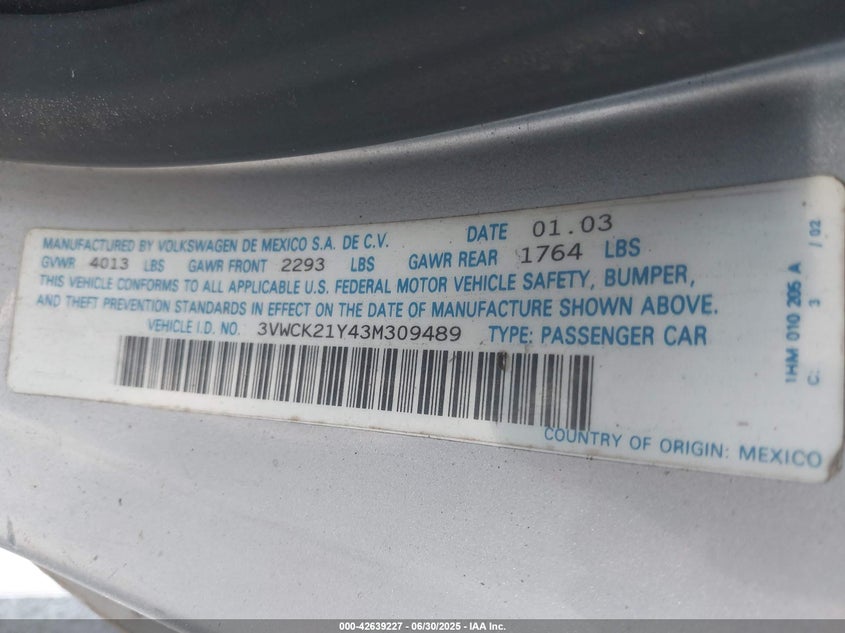 MANUFACTURED BY VOLKSWAGEN DE MEXICO S.A. DE C.V. DATE 01.03
GVWR 4013 LBS GAWR FRONT 2293 LBS GAWR REAR 1764 LBS
THIS VEHICLE CONFORMS TO ALL APPLICABLE U.S. FEDERAL MOTOR VEHICLE SAFETY, BUMPER,
AND THEFT PREVENTION STANDARDS IN EFFECT ON THE DATE OF MANUFACTURE SHOWN ABOVE.
VEHICLE I.D. NO. 3VWCK21Y43M309489 TYPE: PASSENGER CAR
COUNTRY OF ORIGIN: MEXICO
1HM 010 205 A
C: 3 / 02
000-42639227 - 06/30/2025 - IAA Inc.